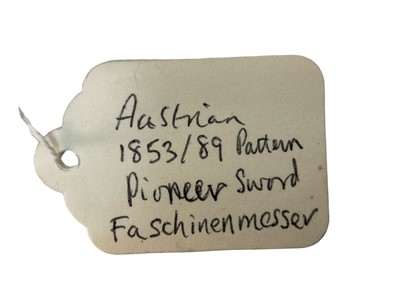 Austrian
1853/89 Pattern
Pioneer Sword
Faschinenmesser